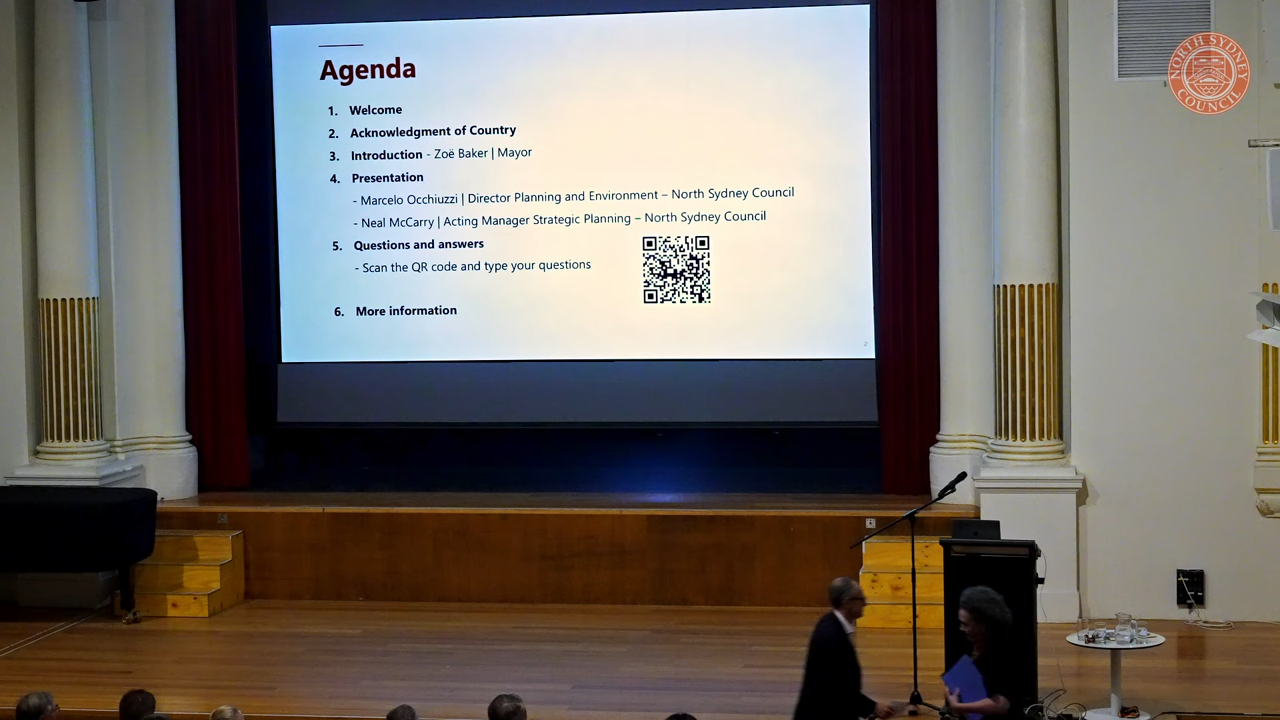 Agenda
1. Welcome
2. Acknowledgment of Country
3. Introduction - Zoë Baker | Mayor
4. Presentation
- Marcelo Occhiuzzi | Director Planning and Environment – North Sydney Council
- Neal McCarry | Acting Manager Strategic Planning – North Sydney Council
5. Questions and answers
- Scan the QR code and type your questions
6. More information
2
NORTH SYDNEY
COUNCIL